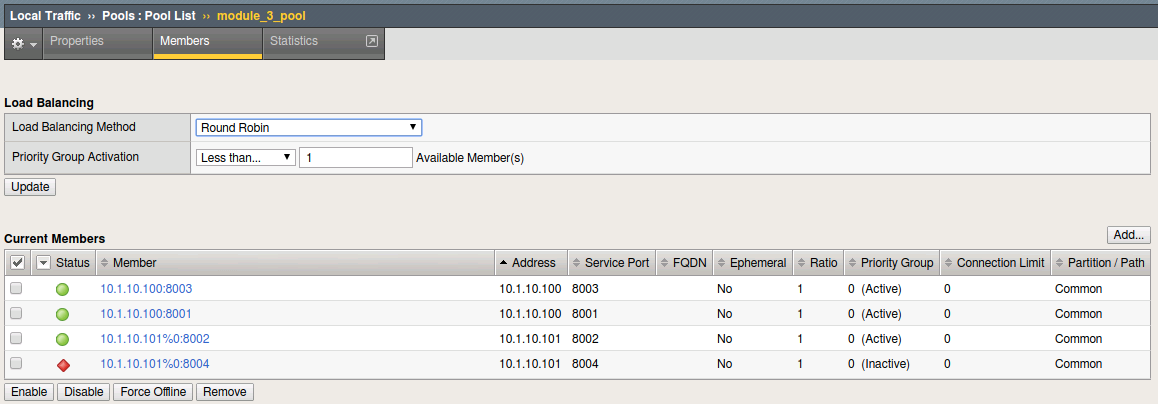 Local Traffic ›› Pools : Pool List ›› module_3_pool
Properties Members Statistics
Load Balancing
Load Balancing Method Round Robin
Priority Group Activation Less than... 1 Available Member(s)
Update
Current Members Add...
Status Member Address Service Port FQDN Ephemeral Ratio Priority Group Connection Limit Partition / Path
10.1.10.100:8003 10.1.10.100 8003 No 1 0 (Active) 0 Common
10.1.10.100:8001 10.1.10.100 8001 No 1 0 (Active) 0 Common
10.1.10.101%0:8002 10.1.10.101 8002 No 1 0 (Active) 0 Common
10.1.10.101%0:8004 10.1.10.101 8004 No 1 0 (Inactive) 0 Common
Enable Disable Force Offline Remove